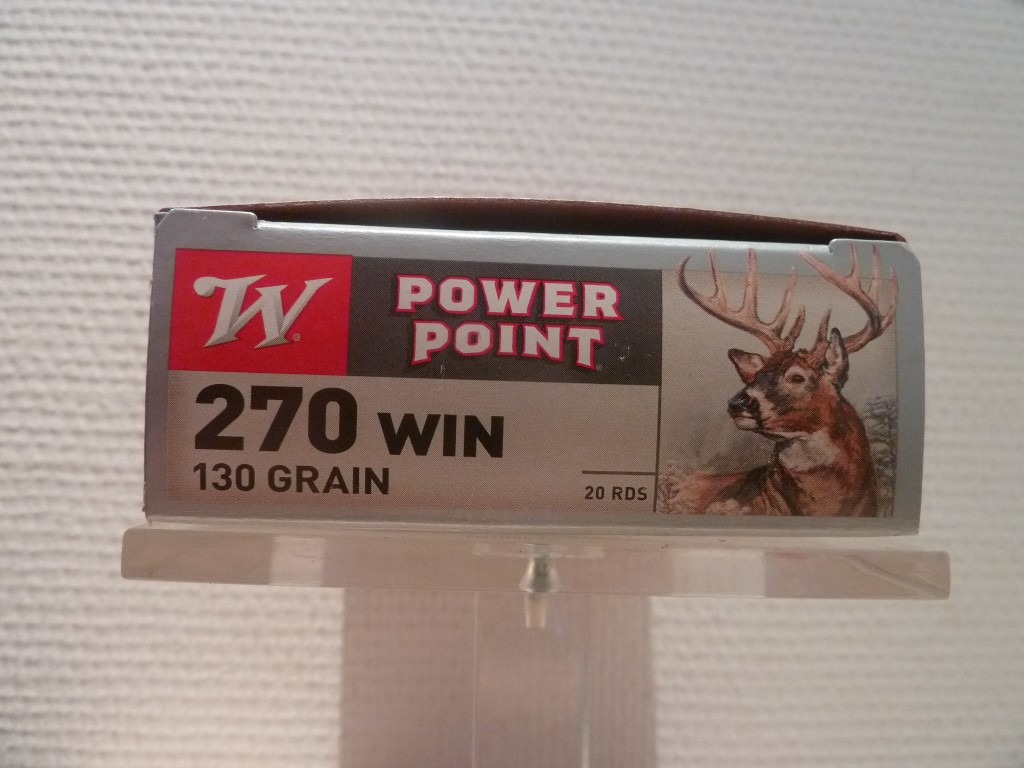 W
POWER
POINT
270 WIN
130 GRAIN
20 RDS